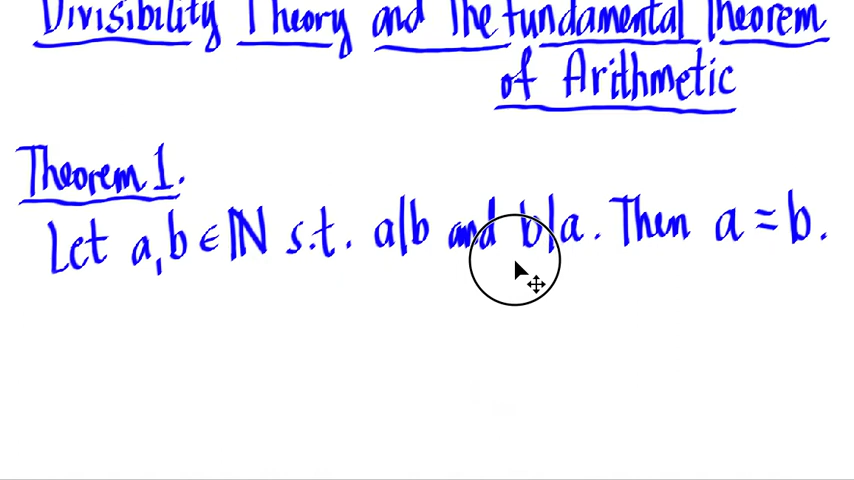 Divisibility Theory and The Fundamental Theorem
of Arithmetic
Theorem 1.
Let a,b ∈ ℕ s.t. a|b and b|a. Then a = b.